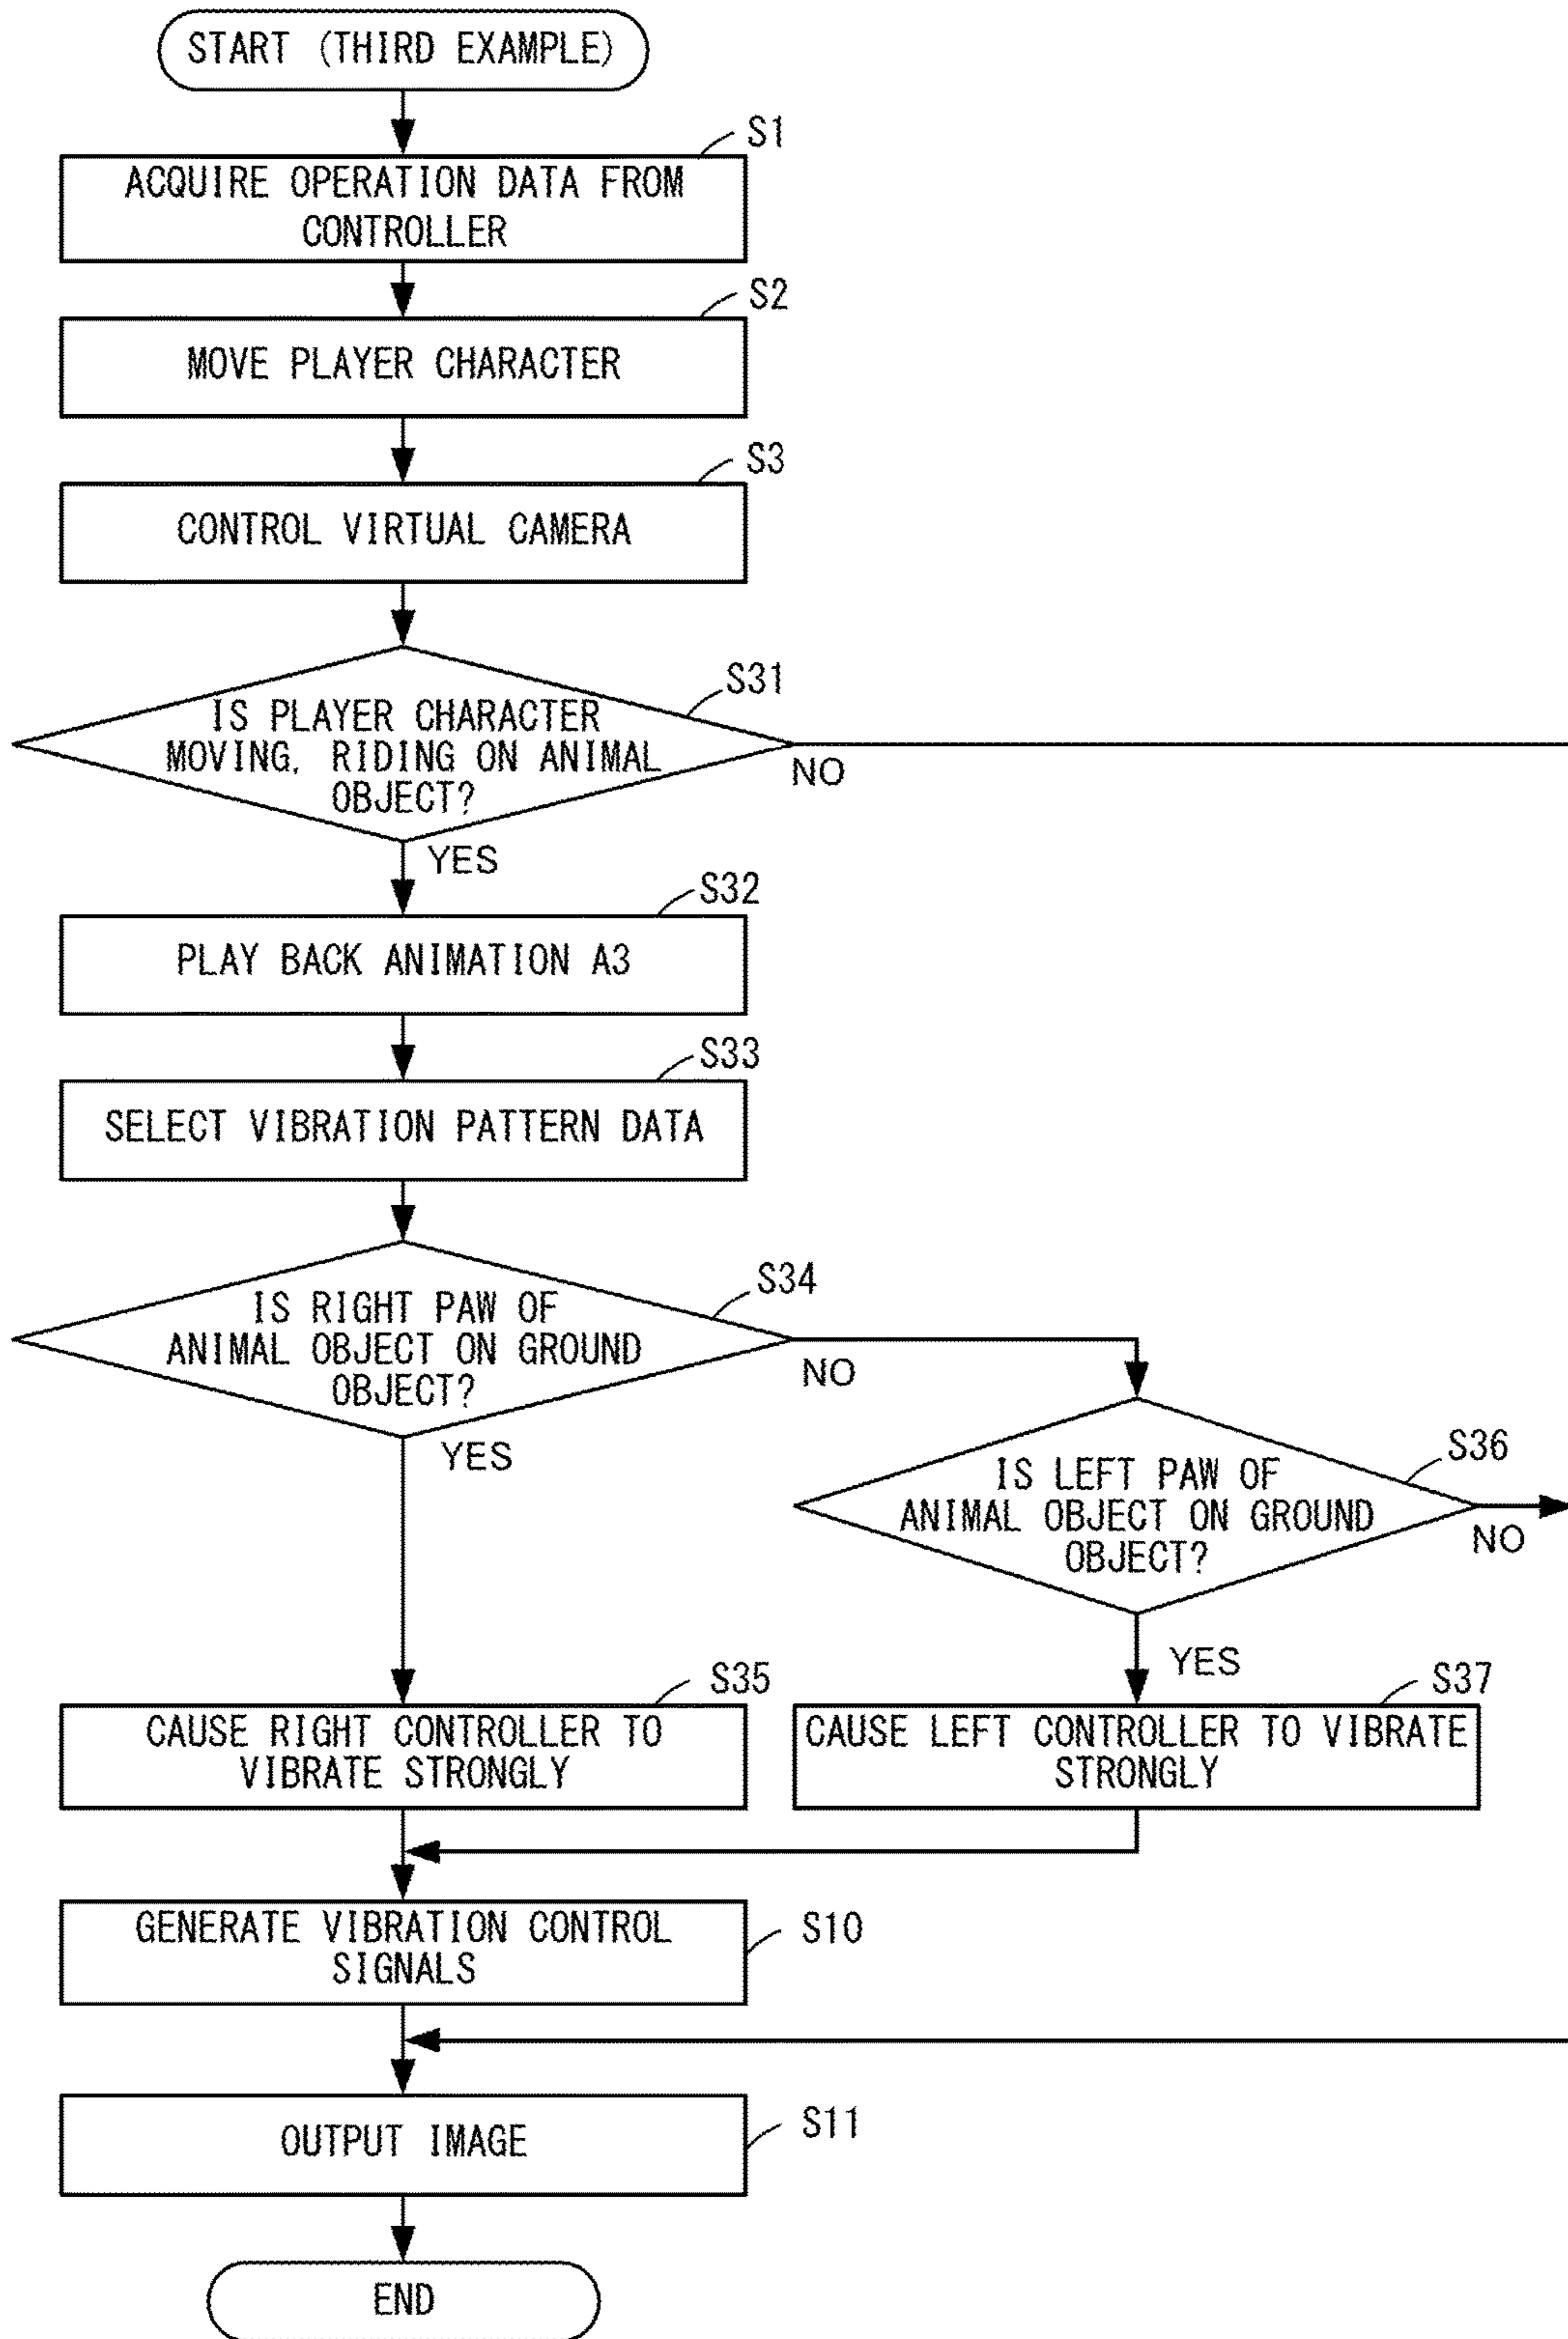 START (THIRD EXAMPLE)
S1
ACQUIRE OPERATION DATA FROM
CONTROLLER
S2
MOVE PLAYER CHARACTER
S3
CONTROL VIRTUAL CAMERA
S31
IS PLAYER CHARACTER
MOVING, RIDING ON ANIMAL
OBJECT?
NO
YES
S32
PLAY BACK ANIMATION A3
S33
SELECT VIBRATION PATTERN DATA
S34
IS RIGHT PAW OF
ANIMAL OBJECT ON GROUND
OBJECT?
NO
YES
S36
IS LEFT PAW OF
ANIMAL OBJECT ON GROUND
OBJECT?
NO
YES
S35
CAUSE RIGHT CONTROLLER TO
VIBRATE STRONGLY
S37
CAUSE LEFT CONTROLLER TO VIBRATE
STRONGLY
GENERATE VIBRATION CONTROL
SIGNALS
S10
OUTPUT IMAGE
S11
END